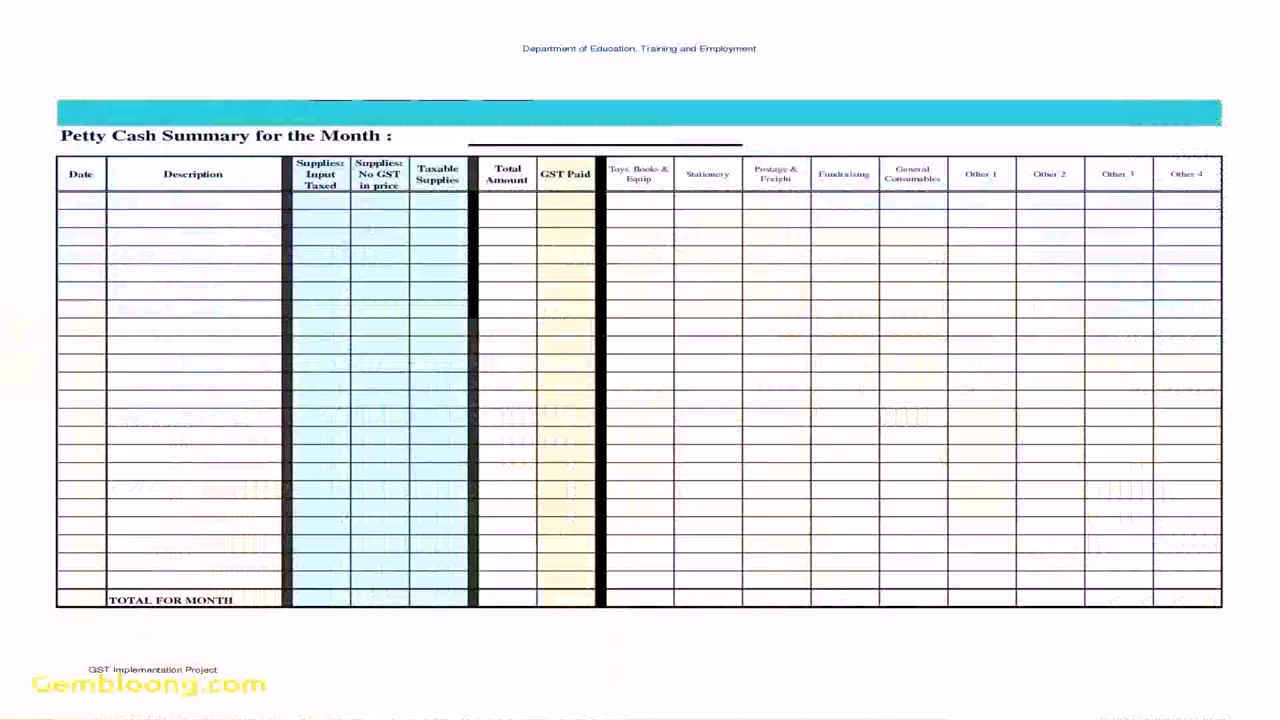 Department of Education, Training and Employment
Petty Cash Summary for the Month :
Date
Description
Supplies:
Input
Taxed
Supplies:
No GST
in price
Taxable
Supplies
Total
Amount
GST Paid
Toys, Books &
Equip
Stationery
Postage &
Freight
Fundraising
General
Consumables
Other 1
Other 2
Other 3
Other 4
TOTAL FOR MONTH
GST Implementation Project
Gembloong.com